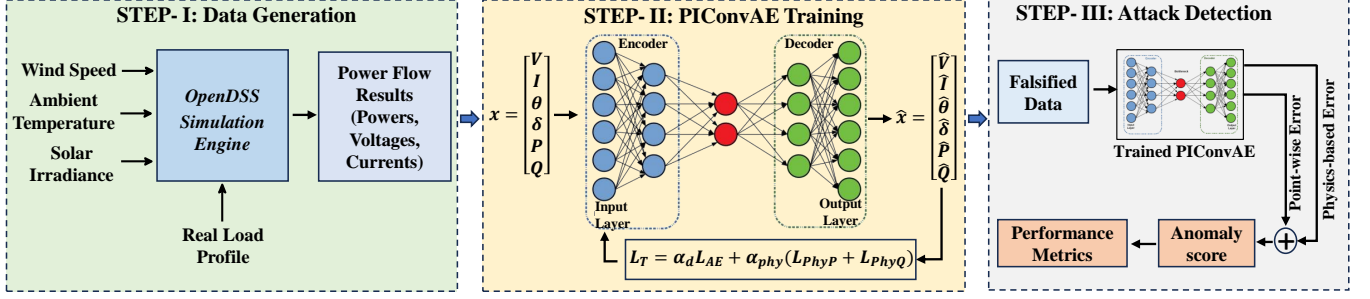 STEP- I: Data Generation
Wind Speed
Ambient
Temperature
Solar
Irradiance
OpenDSS
Simulation
Engine
Real Load
Profile
Power Flow
Results
(Powers,
Voltages,
Currents)
STEP- II: PIConvAE Training
x =
V
I
θ
δ
P
Q
Encoder
Input
Layer
Decoder
Output
Layer
x̂ =
V̂
Î
θ̂
δ̂
P̂
Q̂
L_T = α_d L_AE + α_phy (L_PhyP + L_PhyQ)
STEP- III: Attack Detection
Falsified
Data
Trained PIConvAE
Point-wise Error
Physics-based Error
+
Anomaly
score
Performance
Metrics